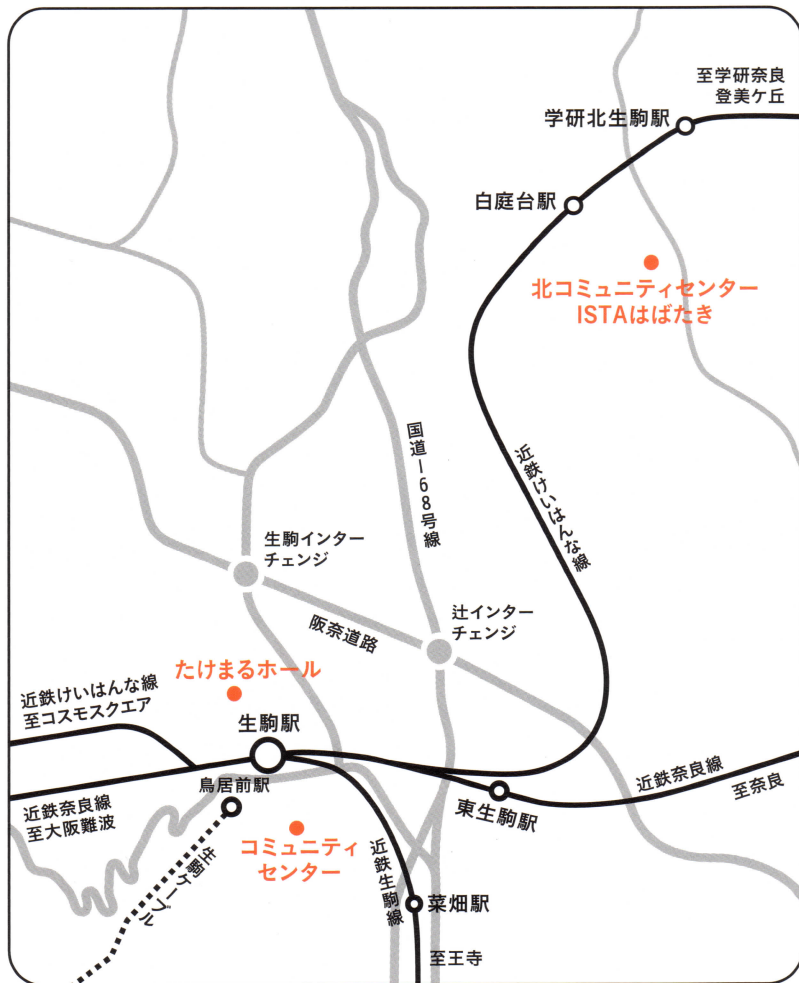 至学研奈良
登美ケ丘
学研北生駒駅
白庭台駅
北コミュニティセンター
ISTAはばたき
国道168号線
近鉄けいはんな線
生駒インター
チェンジ
阪奈道路
辻インター
チェンジ
たけまるホール
近鉄けいはんな線
至コスモスクエア
生駒駅
近鉄奈良線
至大阪難波
鳥居前駅
東生駒駅
近鉄奈良線
至奈良
コミュニティ
センター
生駒ケーブル
近鉄生駒線
菜畑駅
至王寺